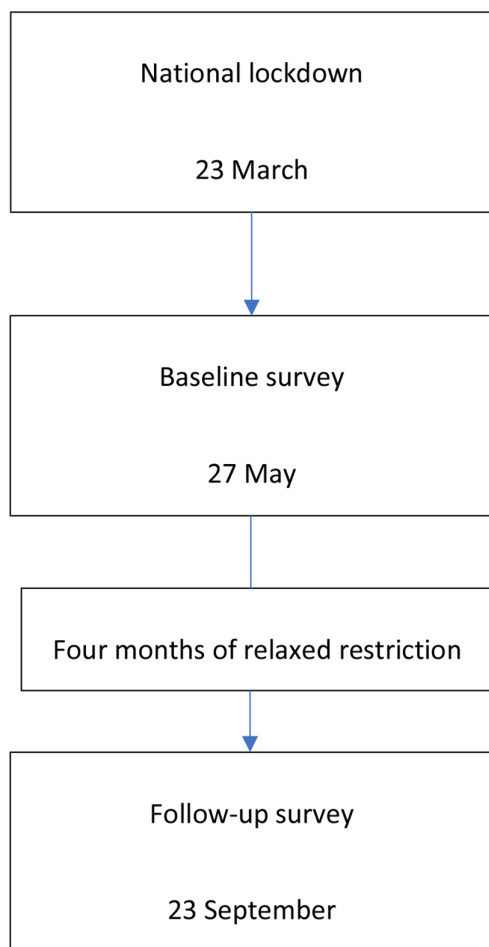 National lockdown
23 March
Baseline survey
27 May
Four months of relaxed restriction
Follow-up survey
23 September